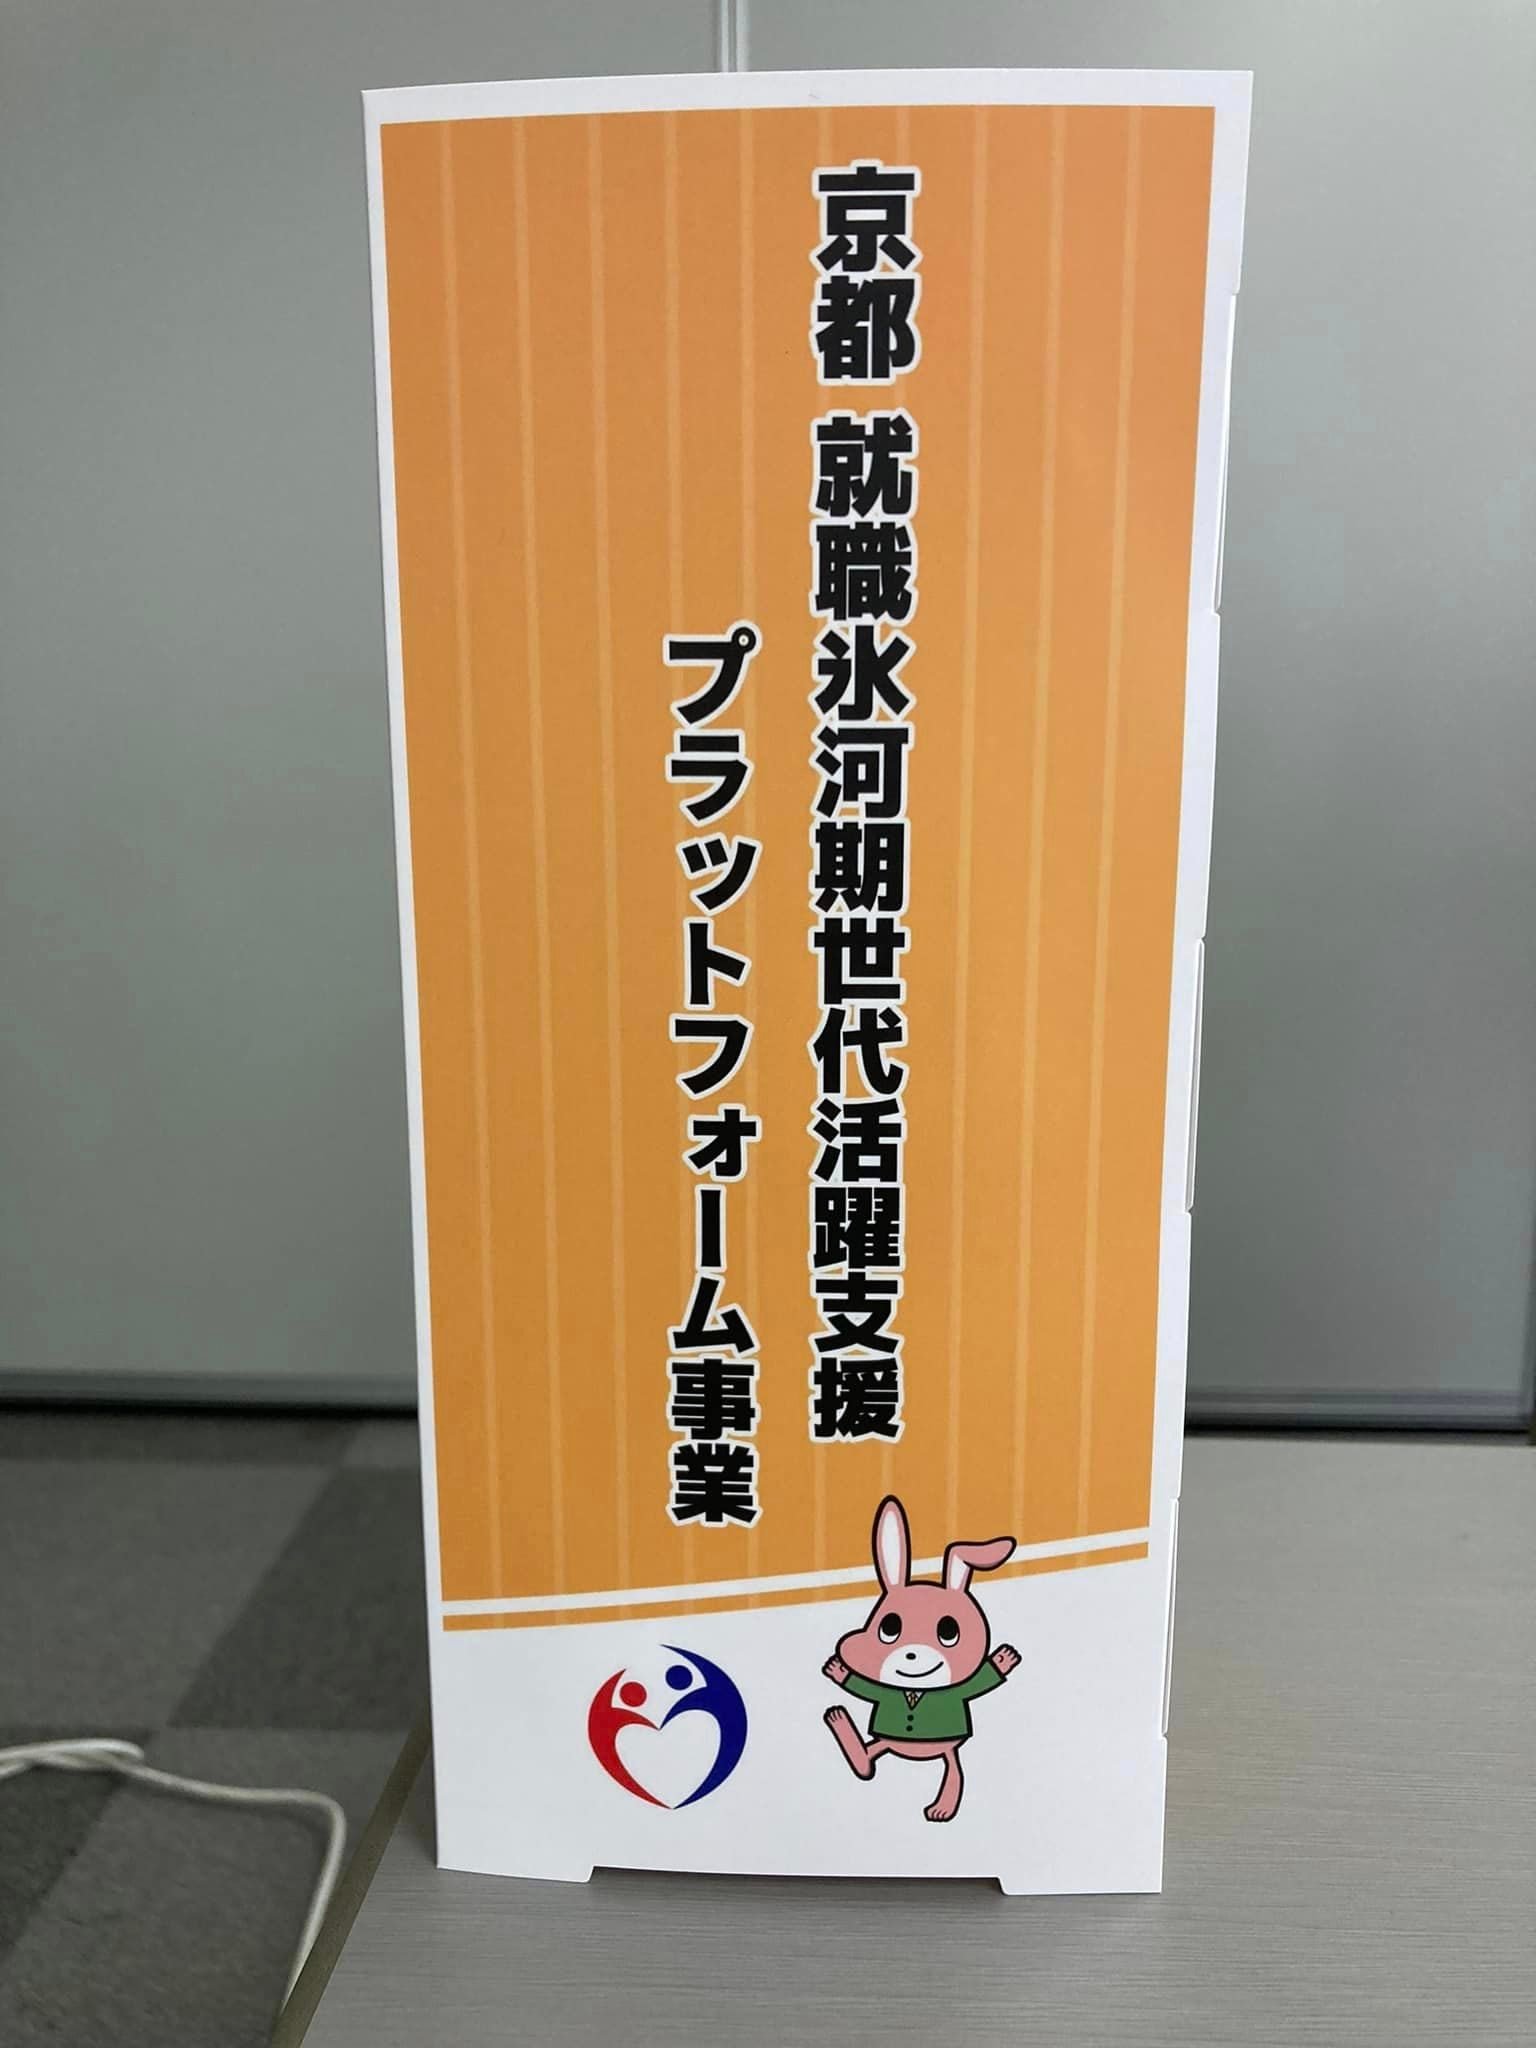 京都 就職氷河期世代活躍支援
プラットフォーム事業